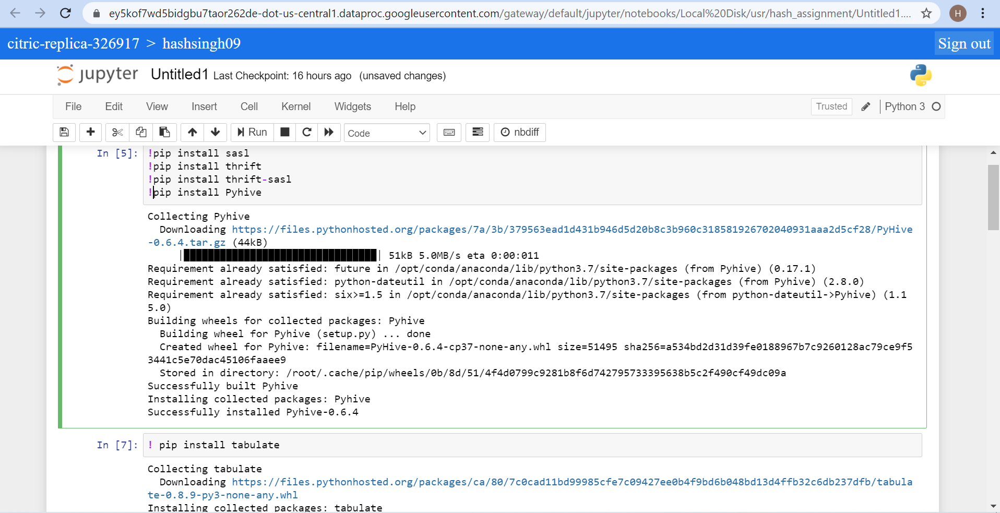 ey5kof7wd5bidgbu7taor262de-dot-us-central1.dataproc.googleusercontent.com/gateway/default/jupyter/notebooks/Local%20Disk/usr/hash_assignment/Untitled1....
H
citric-replica-326917 > hashsingh09
Sign out
jupyter Untitled1 Last Checkpoint: 16 hours ago (unsaved changes)
File Edit View Insert Cell Kernel Widgets Help
Trusted
Python 3
Run
Code
nbdiff
In [5]: !pip install sasl
!pip install thrift
!pip install thrift-sasl
!pip install Pyhive
Collecting Pyhive
Downloading https://files.pythonhosted.org/packages/7a/3b/379563ead1d431b946d5d20b8c3b960c318581926702040931aaa2d5cf28/PyHive
-0.6.4.tar.gz (44kB)
|████████████████████████████████| 51kB 5.0MB/s eta 0:00:011
Requirement already satisfied: future in /opt/conda/anaconda/lib/python3.7/site-packages (from Pyhive) (0.17.1)
Requirement already satisfied: python-dateutil in /opt/conda/anaconda/lib/python3.7/site-packages (from Pyhive) (2.8.0)
Requirement already satisfied: six>=1.5 in /opt/conda/anaconda/lib/python3.7/site-packages (from python-dateutil->Pyhive) (1.1
5.0)
Building wheels for collected packages: Pyhive
Building wheel for Pyhive (setup.py) ... done
Created wheel for Pyhive: filename=PyHive-0.6.4-cp37-none-any.whl size=51495 sha256=a534bd2d31d39fe0188967b7c9260128ac79ce9f5
3441c5e70dac45106faaee9
Stored in directory: /root/.cache/pip/wheels/0b/8d/51/4f4d0799c9281b8f6d742795733395638b5c2f490cf49dc09a
Successfully built Pyhive
Installing collected packages: Pyhive
Successfully installed Pyhive-0.6.4
In [7]: ! pip install tabulate
Collecting tabulate
Downloading https://files.pythonhosted.org/packages/ca/80/7c0cad11bd99985cfe7c09427ee0b4f9bd6b048bd13d4ffb32c6db237dfb/tabula
te-0.8.9-py3-none-any.whl
Installing collected packages: tabulate